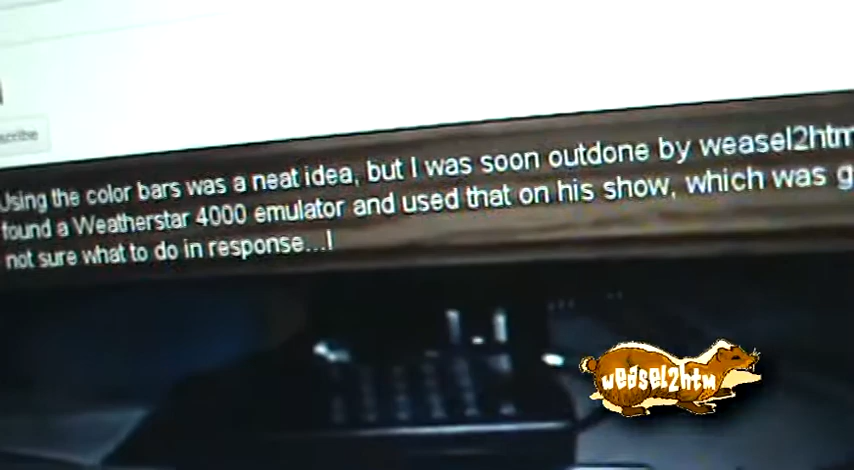 scribe
Using the color bars was a neat idea, but I was soon outdone by weasel2htm
found a Weatherstar 4000 emulator and used that on his show, which was g
not sure what to do in response...I
weasel2htm